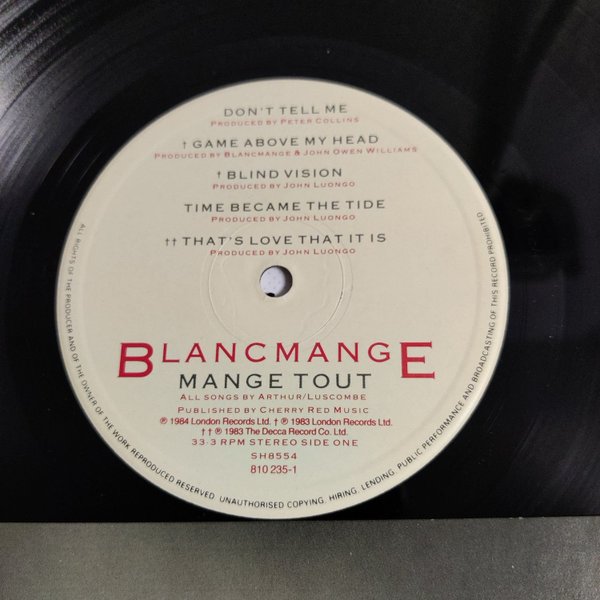 DON'T TELL ME
PRODUCED BY PETER COLLINS
† GAME ABOVE MY HEAD
PRODUCED BY BLANCMANGE & JOHN OWEN WILLIAMS
† BLIND VISION
PRODUCED BY JOHN LUONGO
TIME BECAME THE TIDE
PRODUCED BY JOHN LUONGO
†† THAT'S LOVE THAT IT IS
PRODUCED BY JOHN LUONGO
BLANCMANGE
MANGE TOUT
ALL SONGS BY ARTHUR/LUSCOMBE
PUBLISHED BY CHERRY RED MUSIC
℗ 1984 London Records Ltd. † ℗ 1983 London Records Ltd.
†† ℗ 1983 The Decca Record Co. Ltd.
33·3 RPM STEREO SIDE ONE
SH8554
810 235-1
ALL RIGHTS OF THE PRODUCER AND OF THE OWNER OF THE WORK REPRODUCED RESERVED. UNAUTHORISED COPYING, HIRING, LENDING, PUBLIC PERFORMANCE AND BROADCASTING OF THIS RECORD PROHIBITED